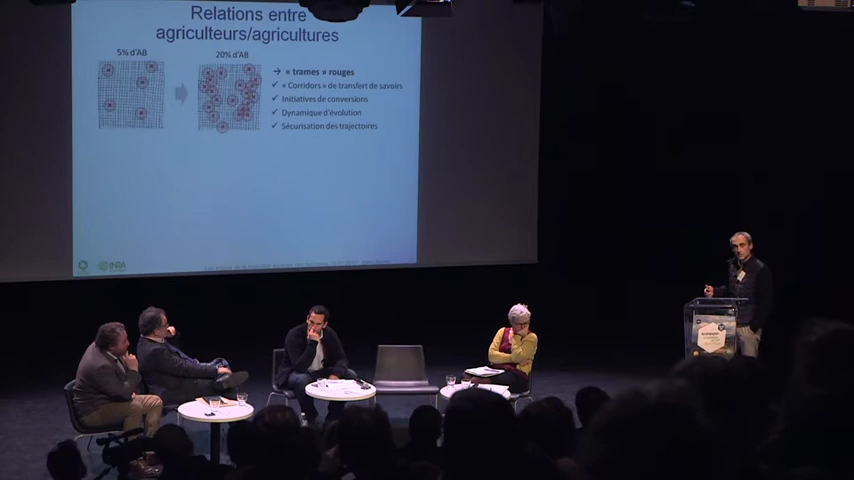 Relations entre
agriculteurs/agricultures
5% d'AB
20% d'AB
→ « trames » rouges
✓ « Corridors » de transfert de savoirs
✓ Initiatives de conversions
✓ Dynamique d'évolution
✓ Sécurisation des trajectoires
INRA